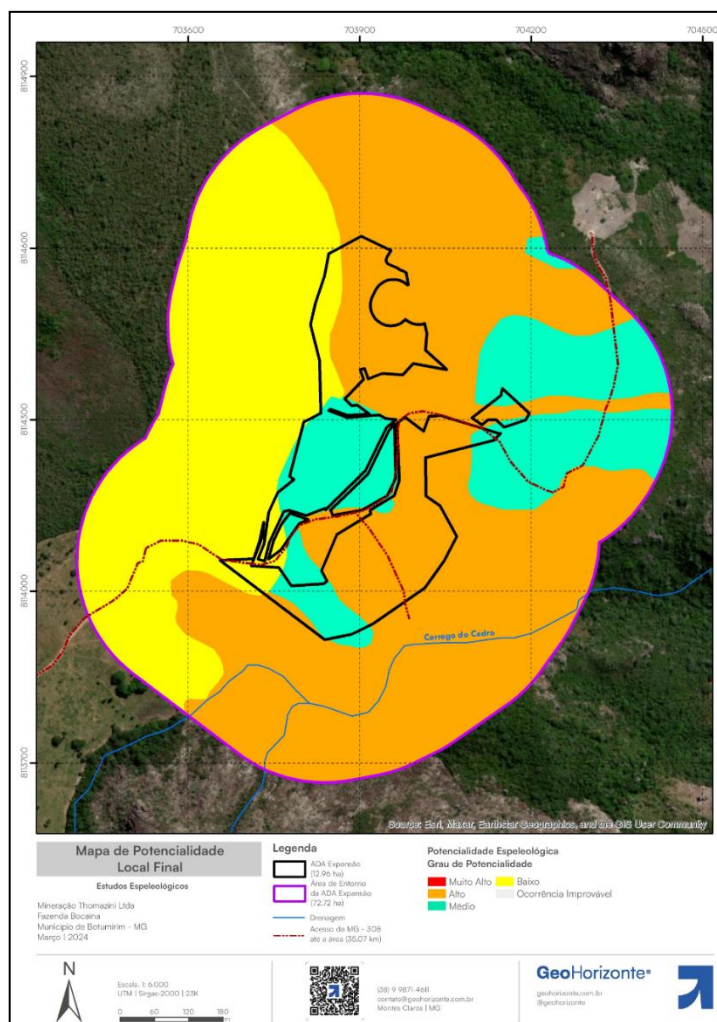 703600 703900 704200 704500
8114900
8114600
8114300
8114000
8113700
Corrego do Cedro
Source: Esri, Maxar, Earthstar Geographics, and the GIS User Community
Mapa de Potencialidade
Local Final
Estudos Espeleológicos
Mineração Thomazini Ltda
Fazenda Bocaina
Município de Botumirim - MG
Março | 2024
Legenda
ADA Expansão
(12.96 ha)
Área de Entorno
da ADA Expansão
(72.72 ha)
Drenagem
Acesso da MG - 308
até a área (35,07 km)
Potencialidade Espeleológica
Grau de Potencialidade
Muito Alto
Alto
Médio
Baixo
Ocorrência Improvável
N
Escala: 1: 6.000
UTM | Sirgas-2000 | 23K
0 60 120 180
m
(38) 9 9871-4681
contato@geohorizonte.com.br
Montes Claros | MG
GeoHorizonte®
geohorizonte.com.br
@geohorizonte